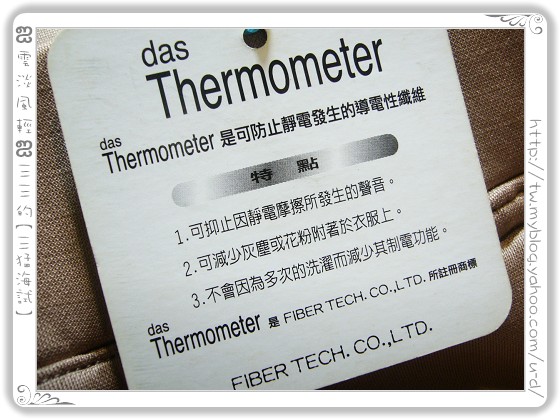 das
Thermometer
das
Thermometer 是可防止靜電發生的導電性纖維
特 點
1.可抑止因靜電摩擦所發生的聲音。
2.可減少灰塵或花粉附著於衣服上。
3.不會因為多次的洗濯而減少其制電功能。
das
Thermometer 是 FIBER TECH. CO.,LTD. 所註冊商標
FIBER TECH. CO.,LTD.
雲淡風輕 三三的【三猛海試】
http://tw.myblog.yahoo.com/u-d/